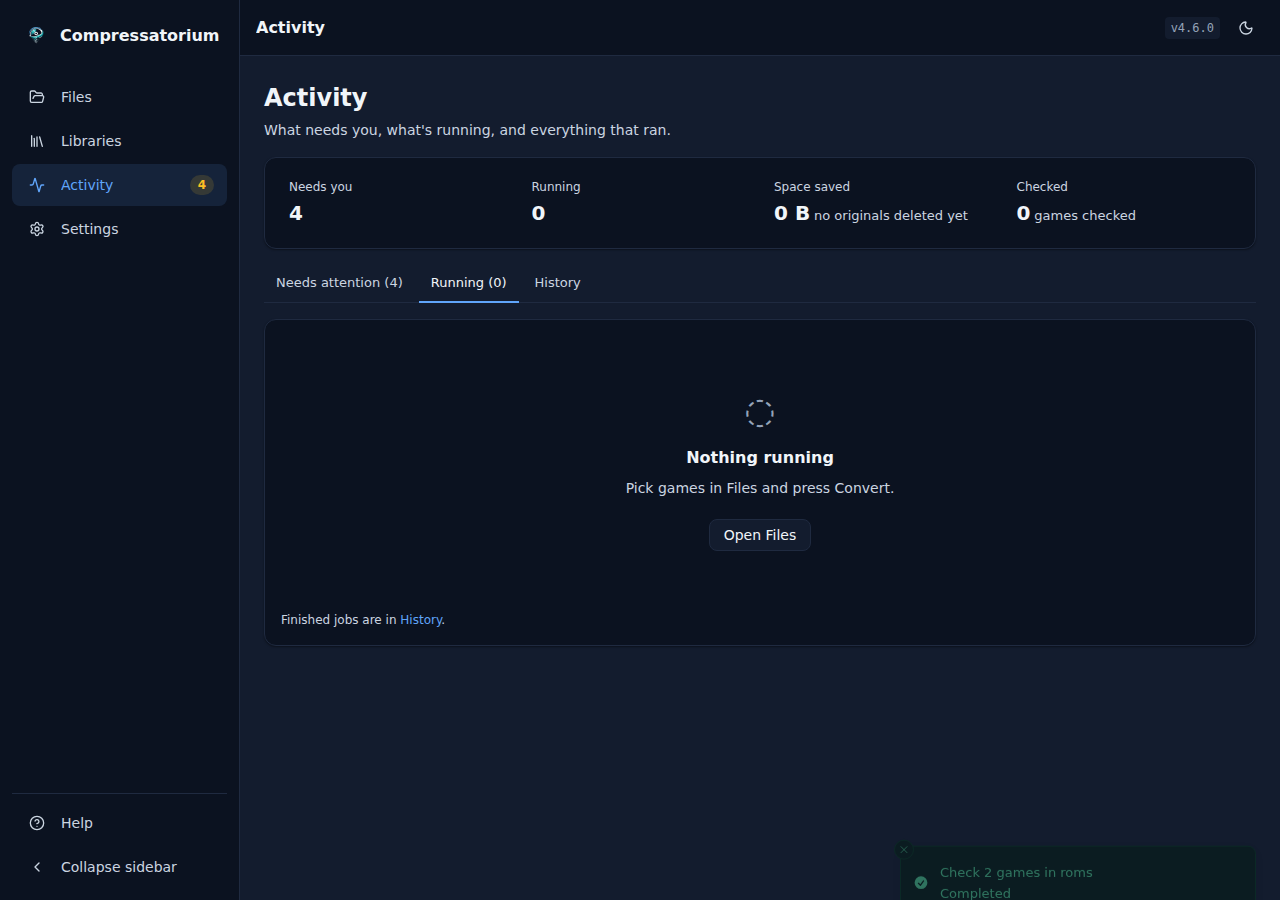 Compressatorium
Activity
v4.6.0
Files
Libraries
Activity 4
Settings
Activity
What needs you, what's running, and everything that ran.
Needs you
4
Running
0
Space saved
0 B no originals deleted yet
Checked
0 games checked
Needs attention (4)
Running (0)
History
Nothing running
Pick games in Files and press Convert.
Open Files
Finished jobs are in History.
Help
Collapse sidebar
Check 2 games in roms
Completed